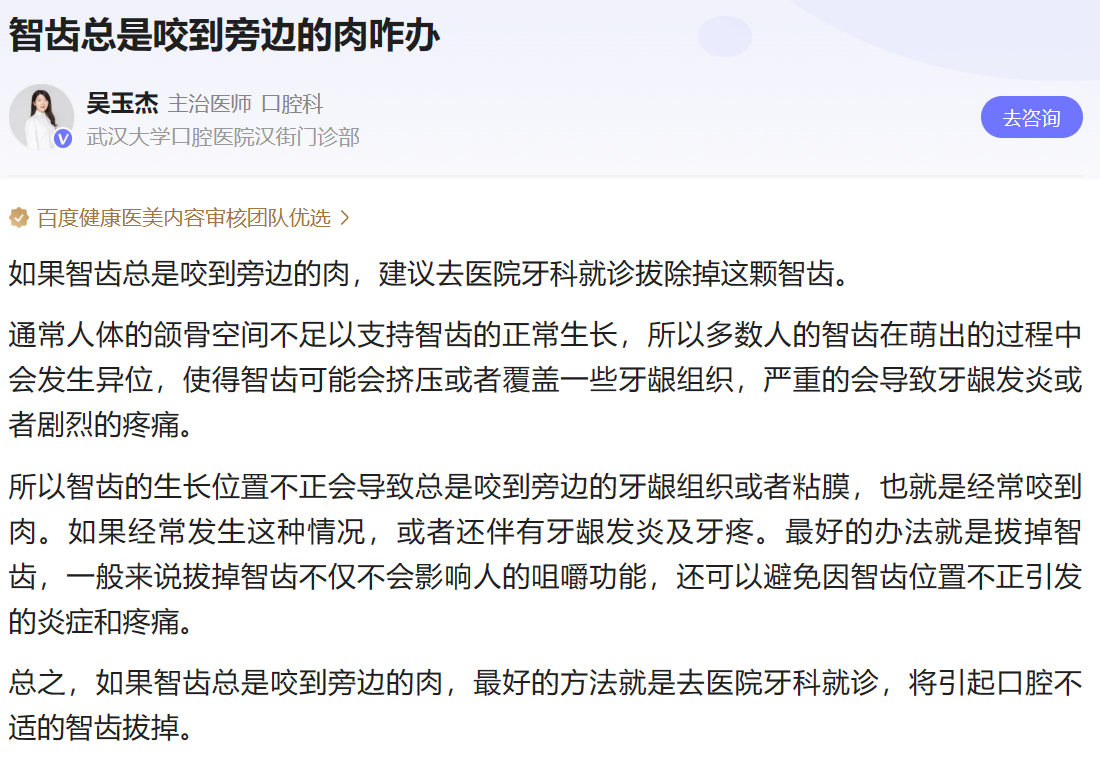 智齿总是咬到旁边的肉咋办
吴玉杰 主治医师 口腔科
武汉大学口腔医院汉街门诊部
去咨询
百度健康医美内容审核团队优选
如果智齿总是咬到旁边的肉，建议去医院牙科就诊拔除掉这颗智齿。
通常人体的颌骨空间不足以支持智齿的正常生长，所以多数人的智齿在萌出的过程中
会发生异位，使得智齿可能会挤压或者覆盖一些牙龈组织，严重的会导致牙龈发炎或
者剧烈的疼痛。
所以智齿的生长位置不正会导致总是咬到旁边的牙龈组织或者粘膜，也就是经常咬到
肉。如果经常发生这种情况，或者还伴有牙龈发炎及牙疼。最好的办法就是拔掉智
齿，一般来说拔掉智齿不仅不会影响人的咀嚼功能，还可以避免因智齿位置不正引发
的炎症和疼痛。
总之，如果智齿总是咬到旁边的肉，最好的方法就是去医院牙科就诊，将引起口腔不
适的智齿拔掉。